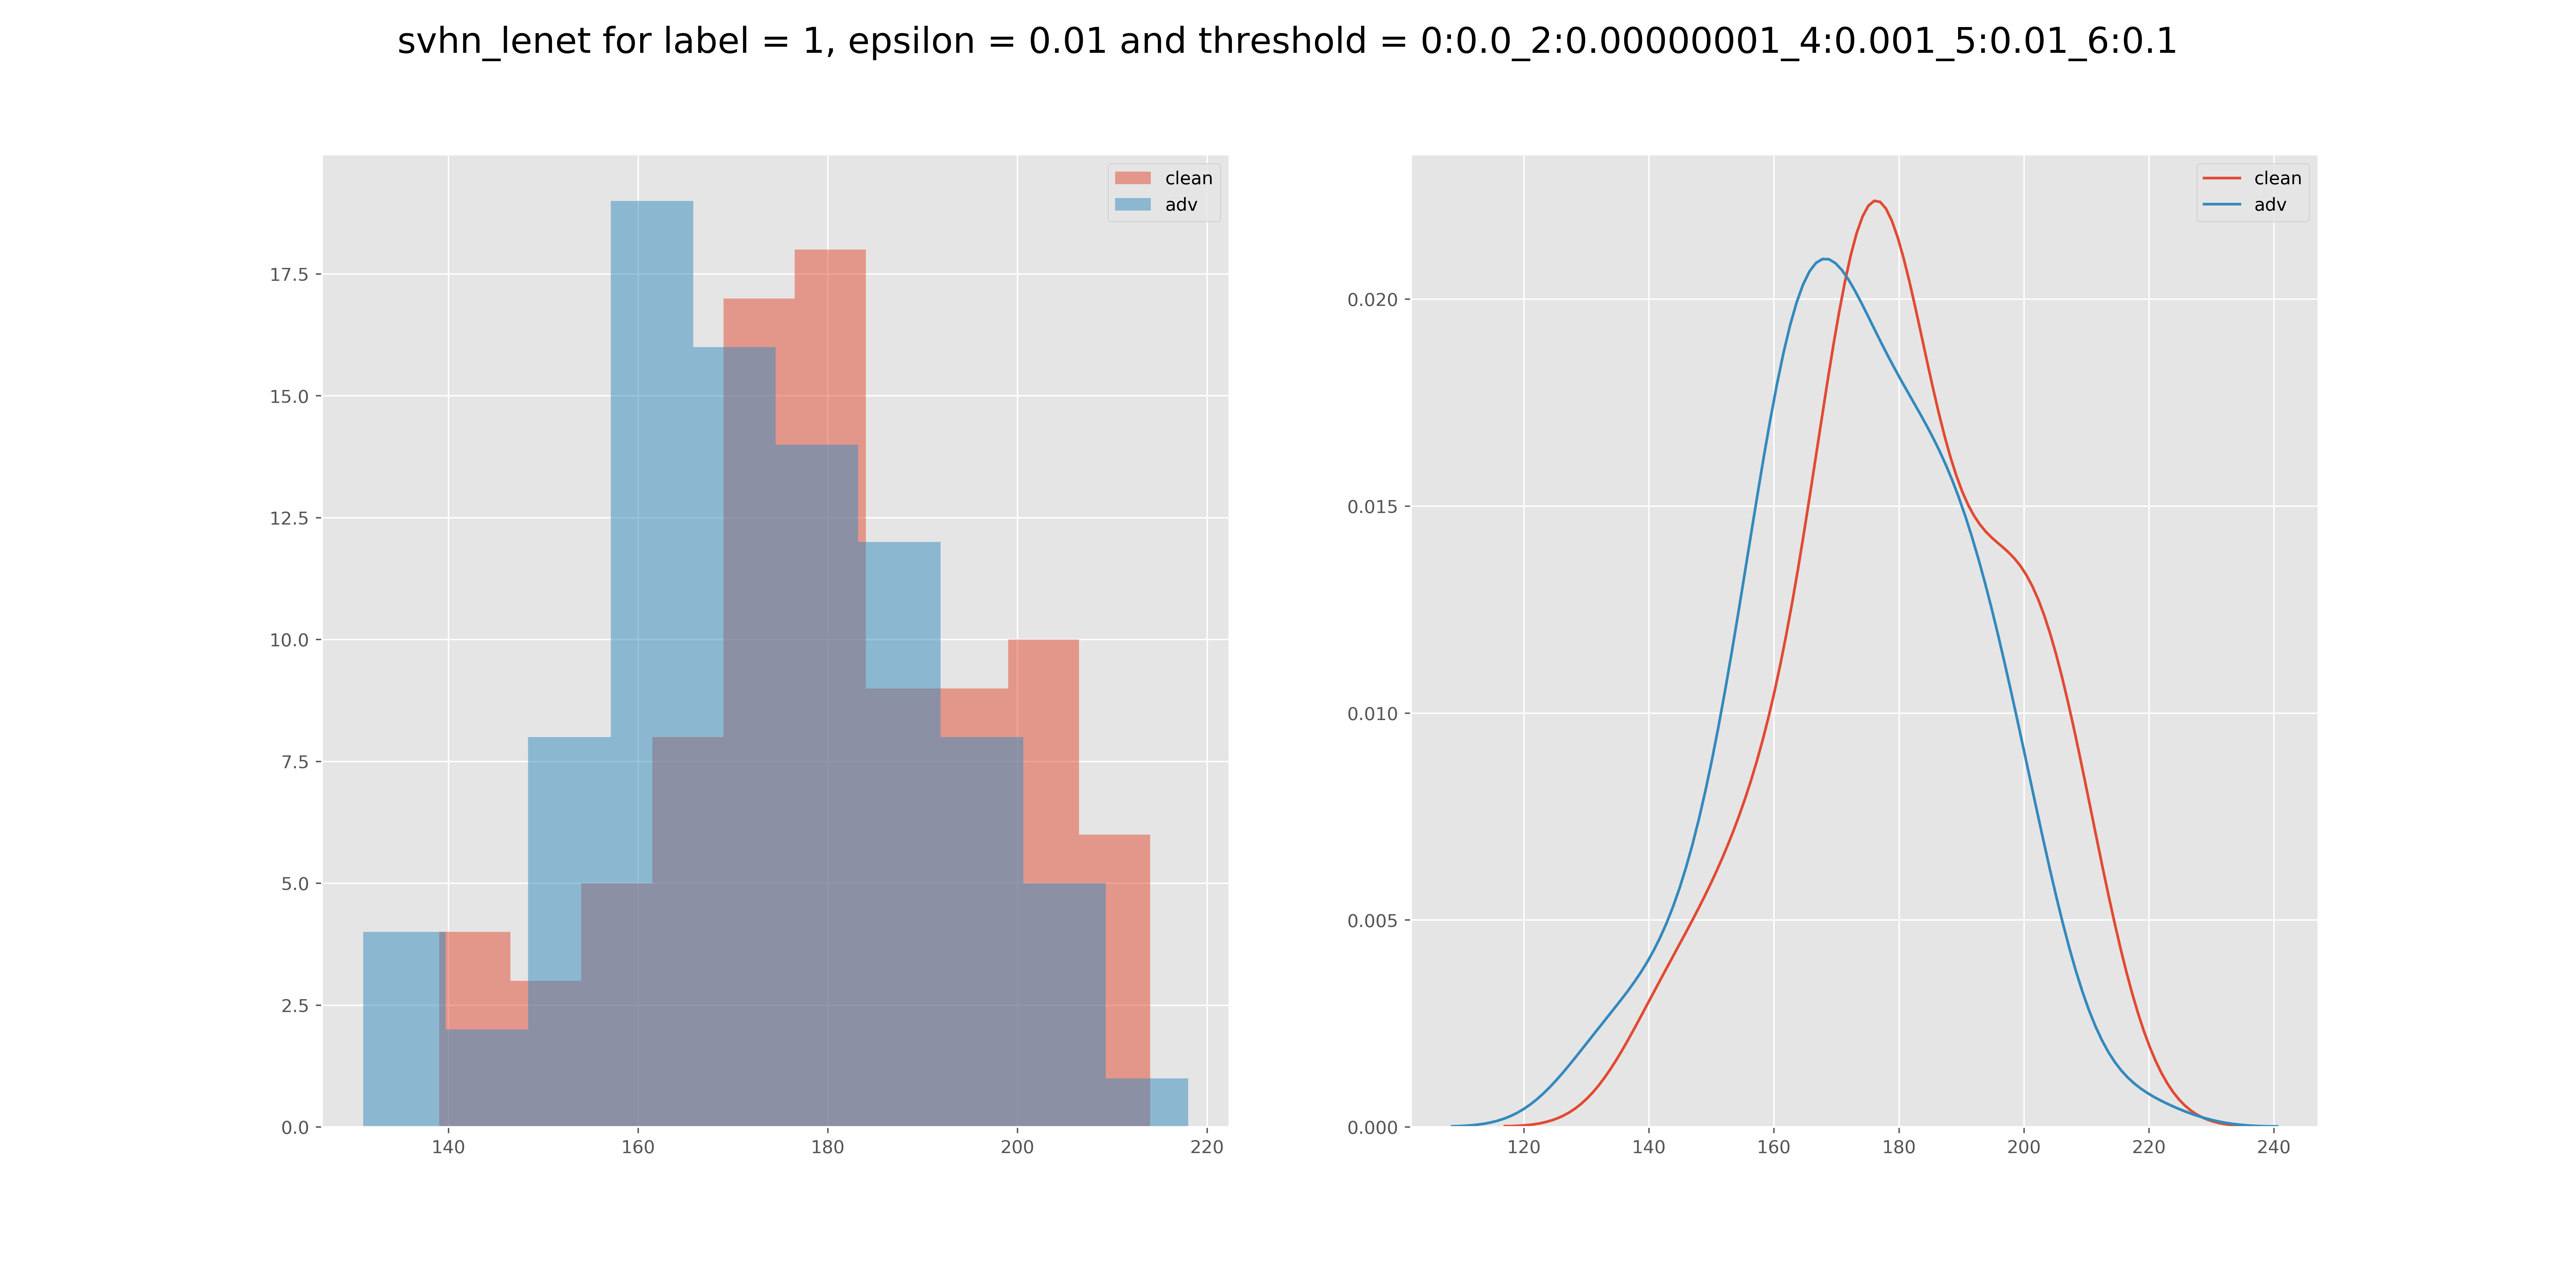 svhn_lenet for label = 1, epsilon = 0.01 and threshold = 0:0.0_2:0.00000001_4:0.001_5:0.01_6:0.1
clean
adv
17.5
15.0
12.5
10.0
7.5
5.0
2.5
0.0
140 160 180 200 220
clean
adv
0.020
0.015
0.010
0.005
0.000
120 140 160 180 200 220 240